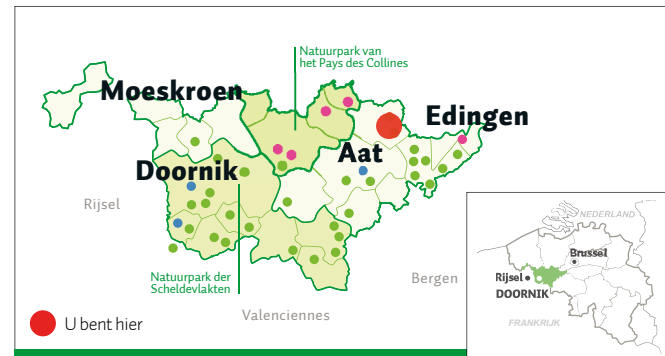 Natuurpark van
het Pays des Collines
Moeskroen
Edingen
Aat
Doornik
Rijsel
Natuurpark der
Scheldevlakten
Bergen
Valenciennes
U bent hier
NEDERLAND
Brussel
Rijsel
DOORNIK
FRANKRIJK